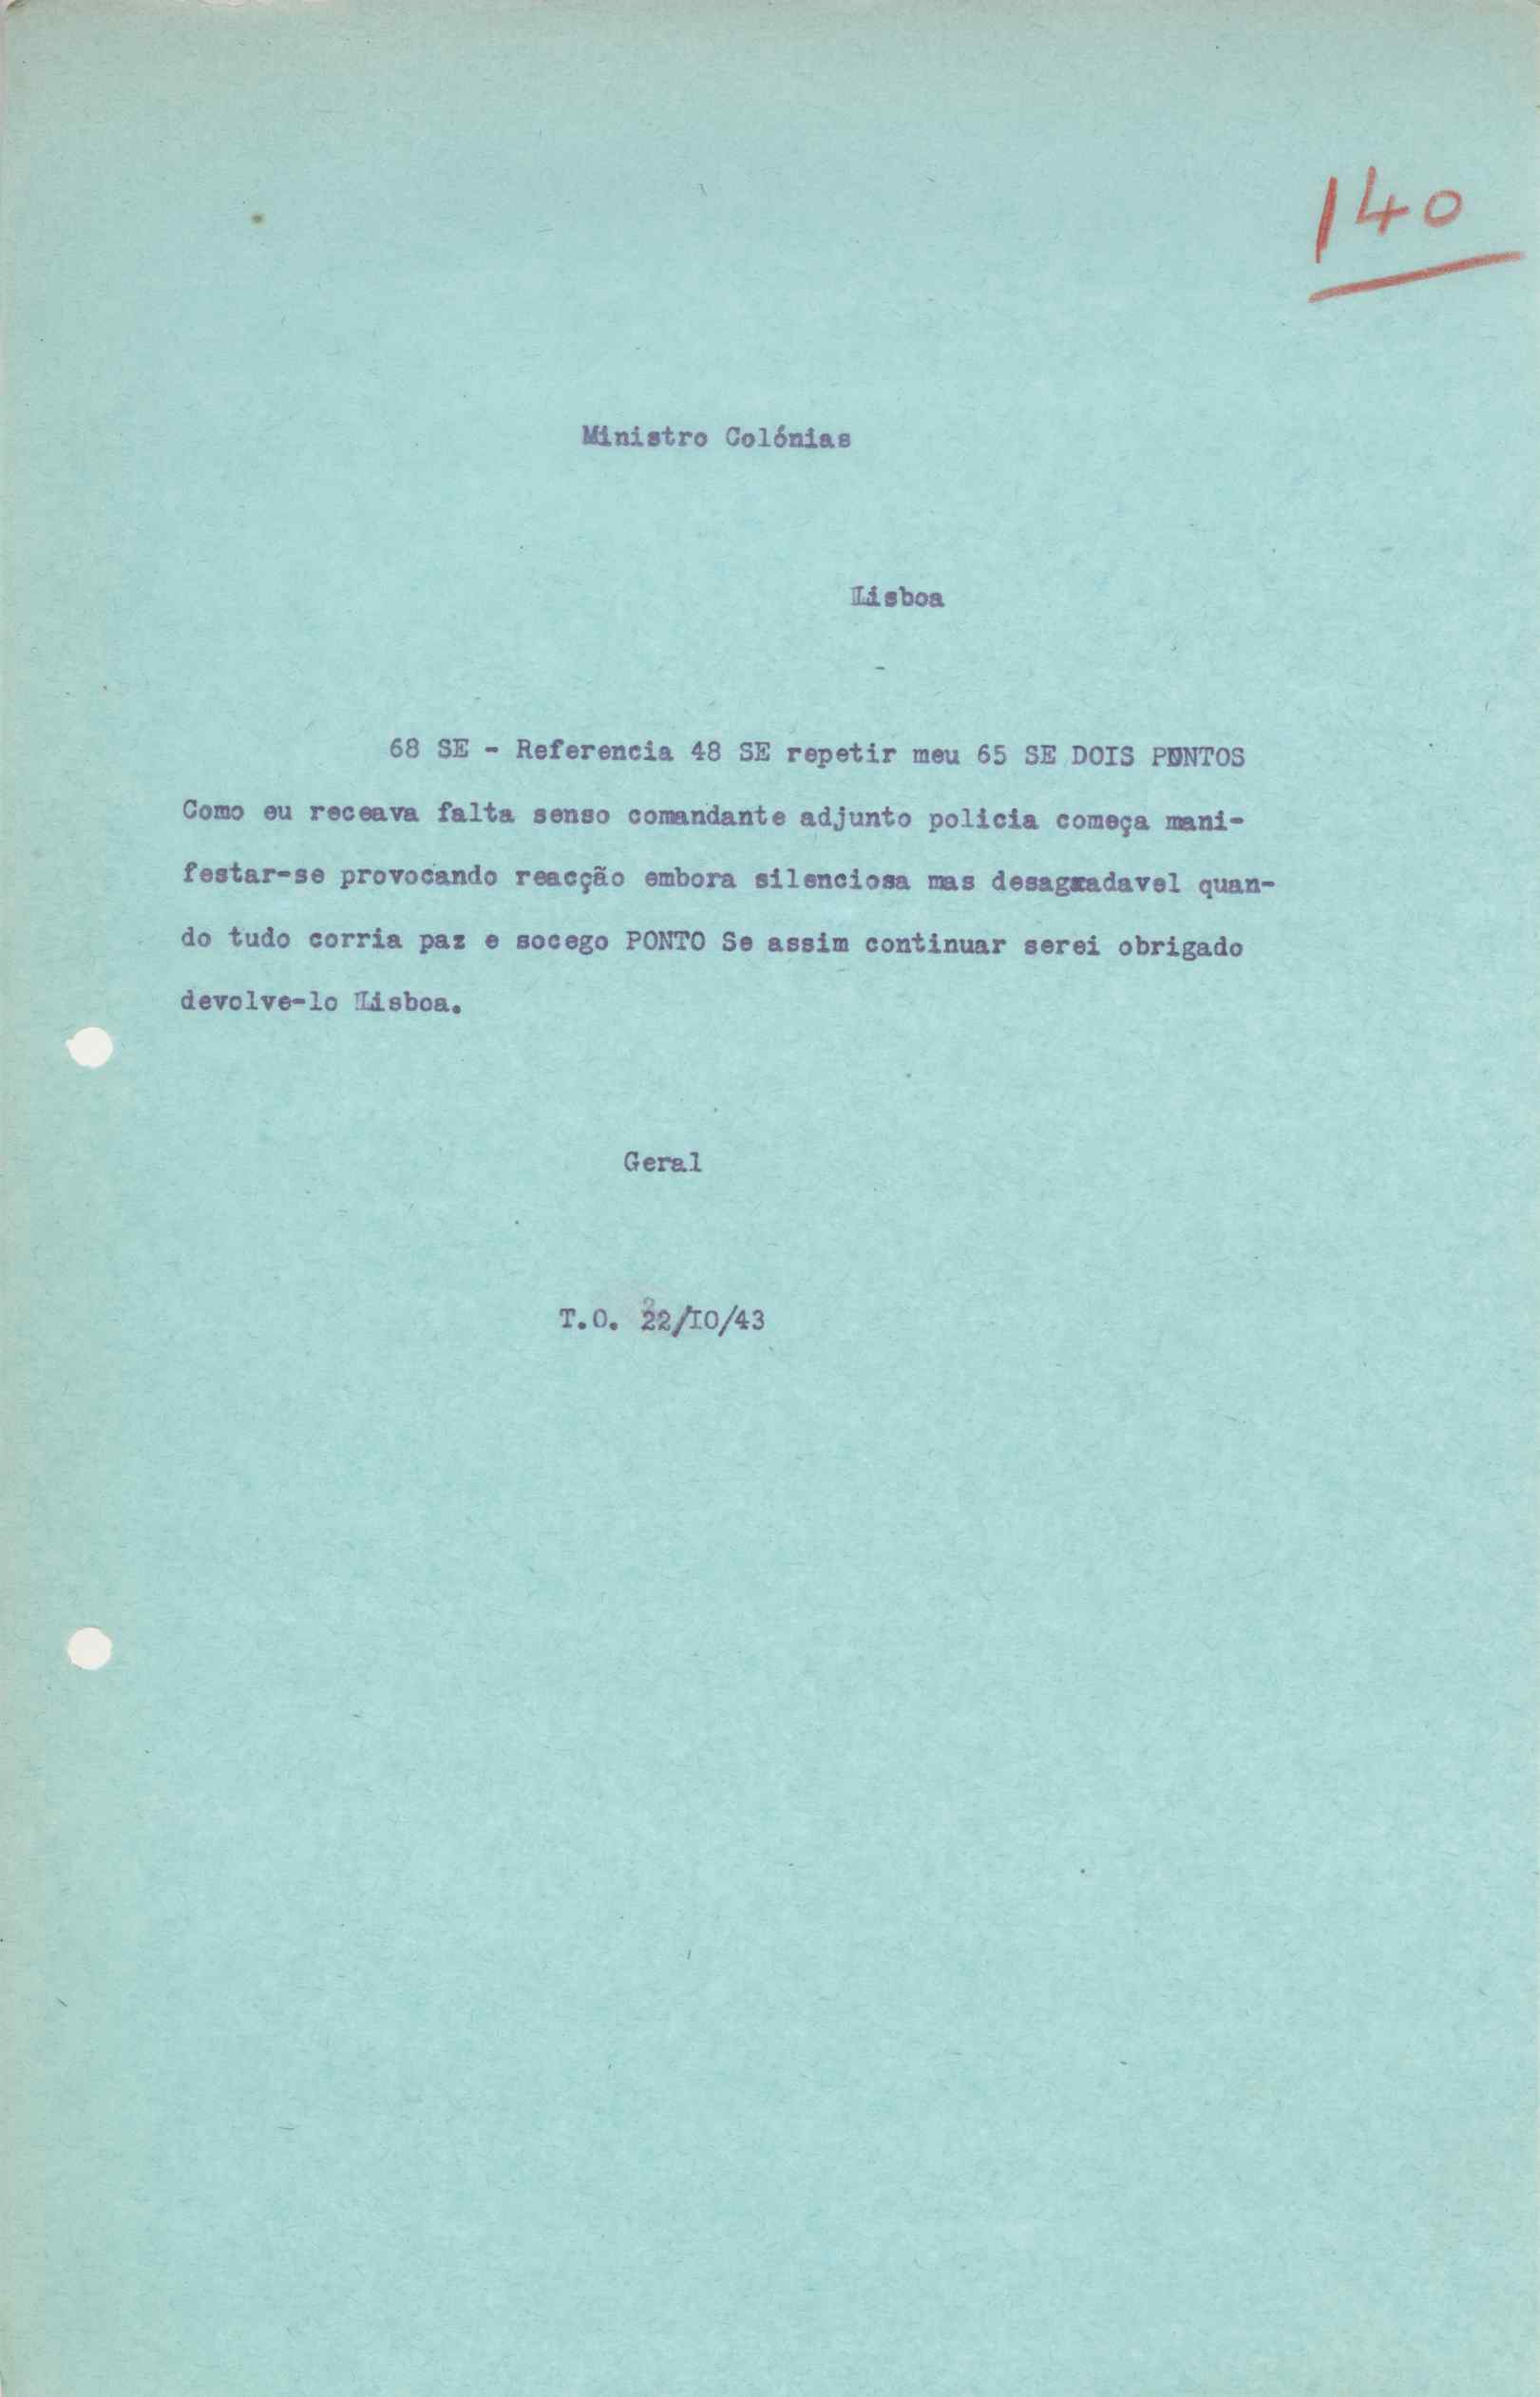 140
Ministro Colónias
Lisboa
68 SE - Referencia 48 SE repetir meu 65 SE DOIS PONTOS
Como eu receava falta senso comandante adjunto policia começa mani-
festar-se provocando reacção embora silenciosa mas desagradavel quan-
do tudo corria paz e socego PONTO Se assim continuar serei obrigado
devolve-lo Lisboa.
Geral
T.O. 22/IO/43